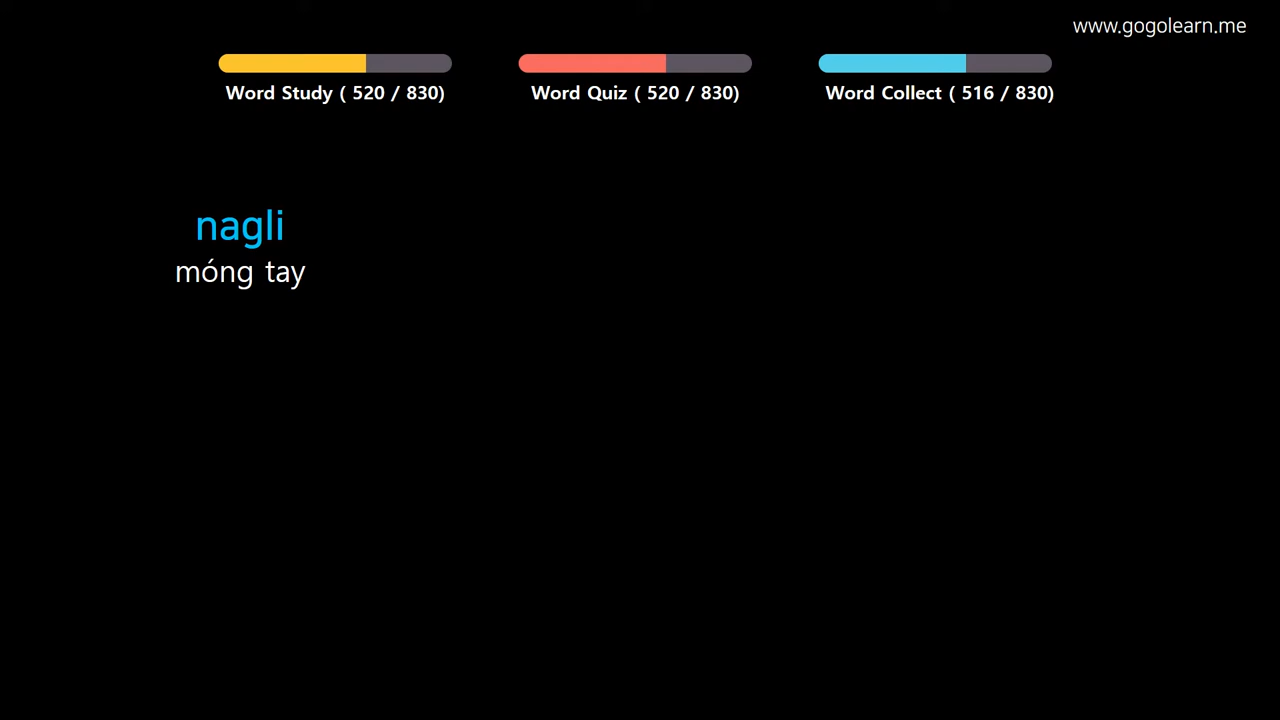 www.gogolearn.me
Word Study ( 520 / 830)
Word Quiz ( 520 / 830)
Word Collect ( 516 / 830)
nagli
móng tay